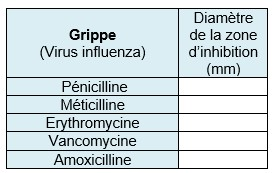 Grippe
(Virus influenza)
Diamètre
de la zone
d'inhibition
(mm)
Pénicilline
Méticilline
Erythromycine
Vancomycine
Amoxicilline